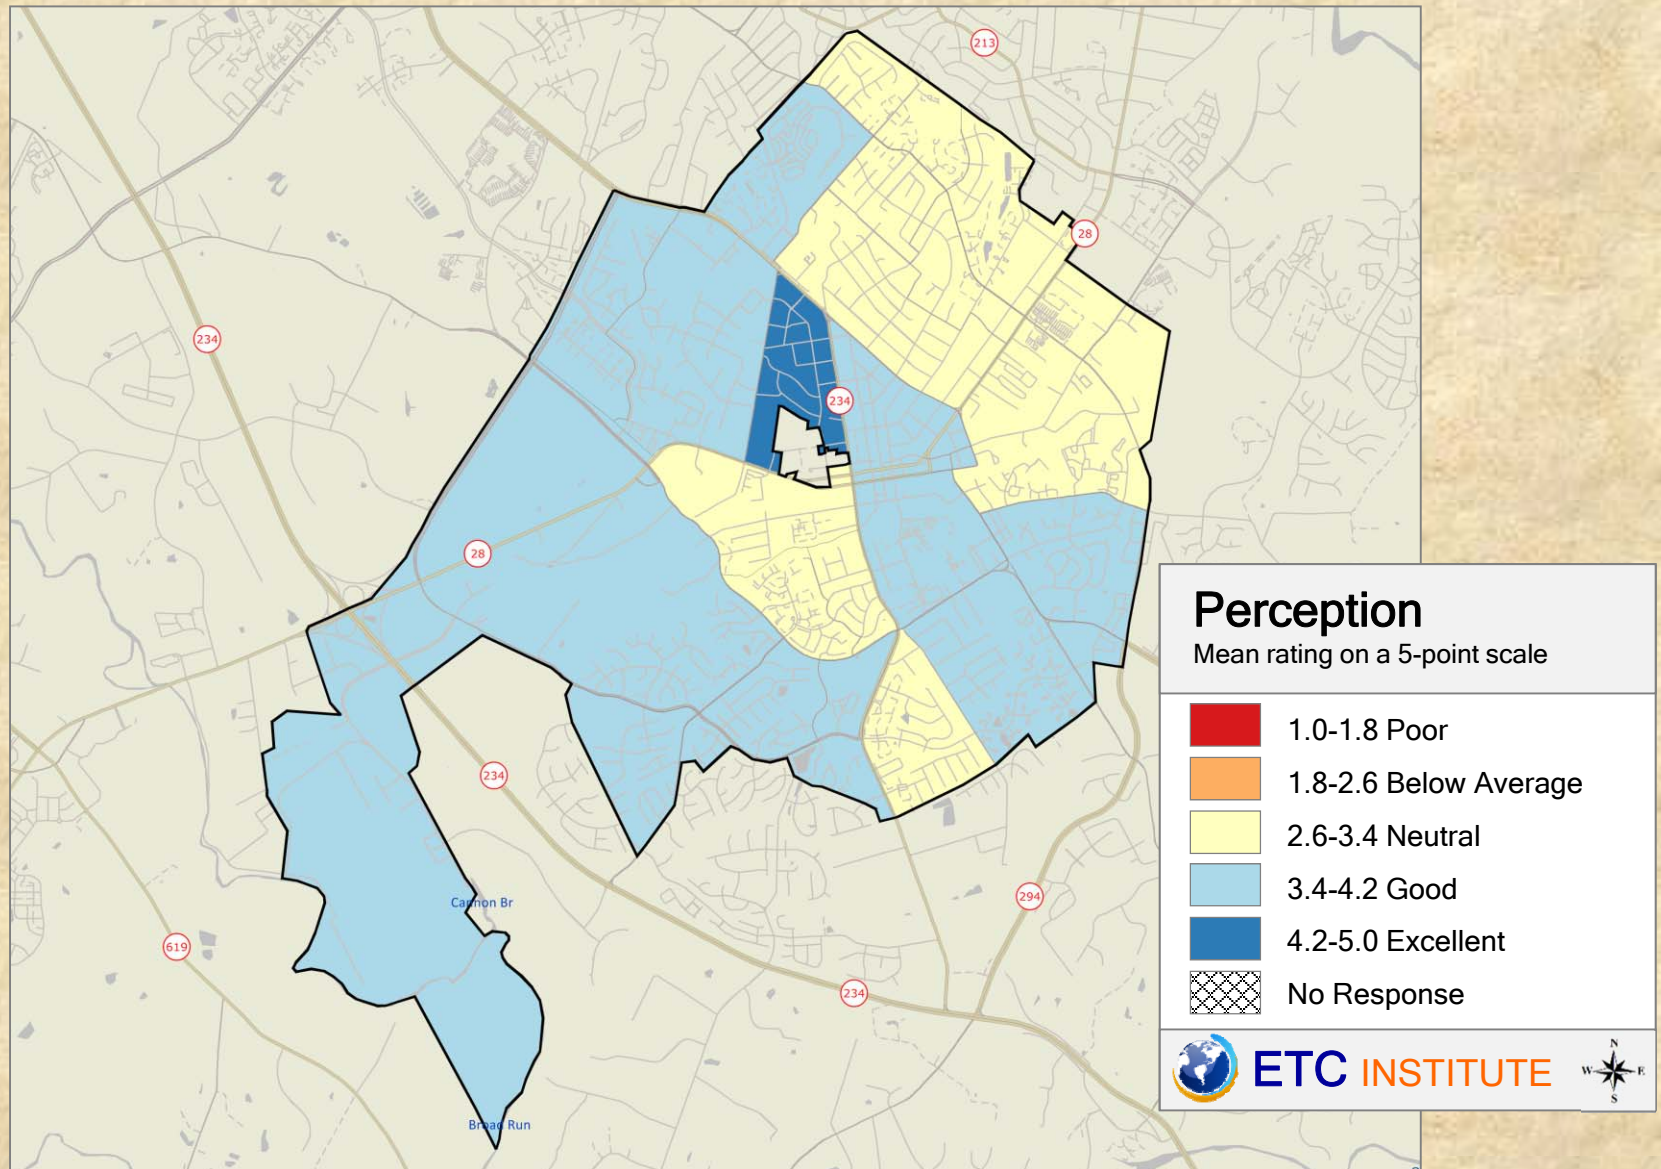 213
28
234
234
28
234
Cannon Br
294
619
234
Broad Run
Perception
Mean rating on a 5-point scale
1.0-1.8 Poor
1.8-2.6 Below Average
2.6-3.4 Neutral
3.4-4.2 Good
4.2-5.0 Excellent
No Response
ETC INSTITUTE
N
W E
S